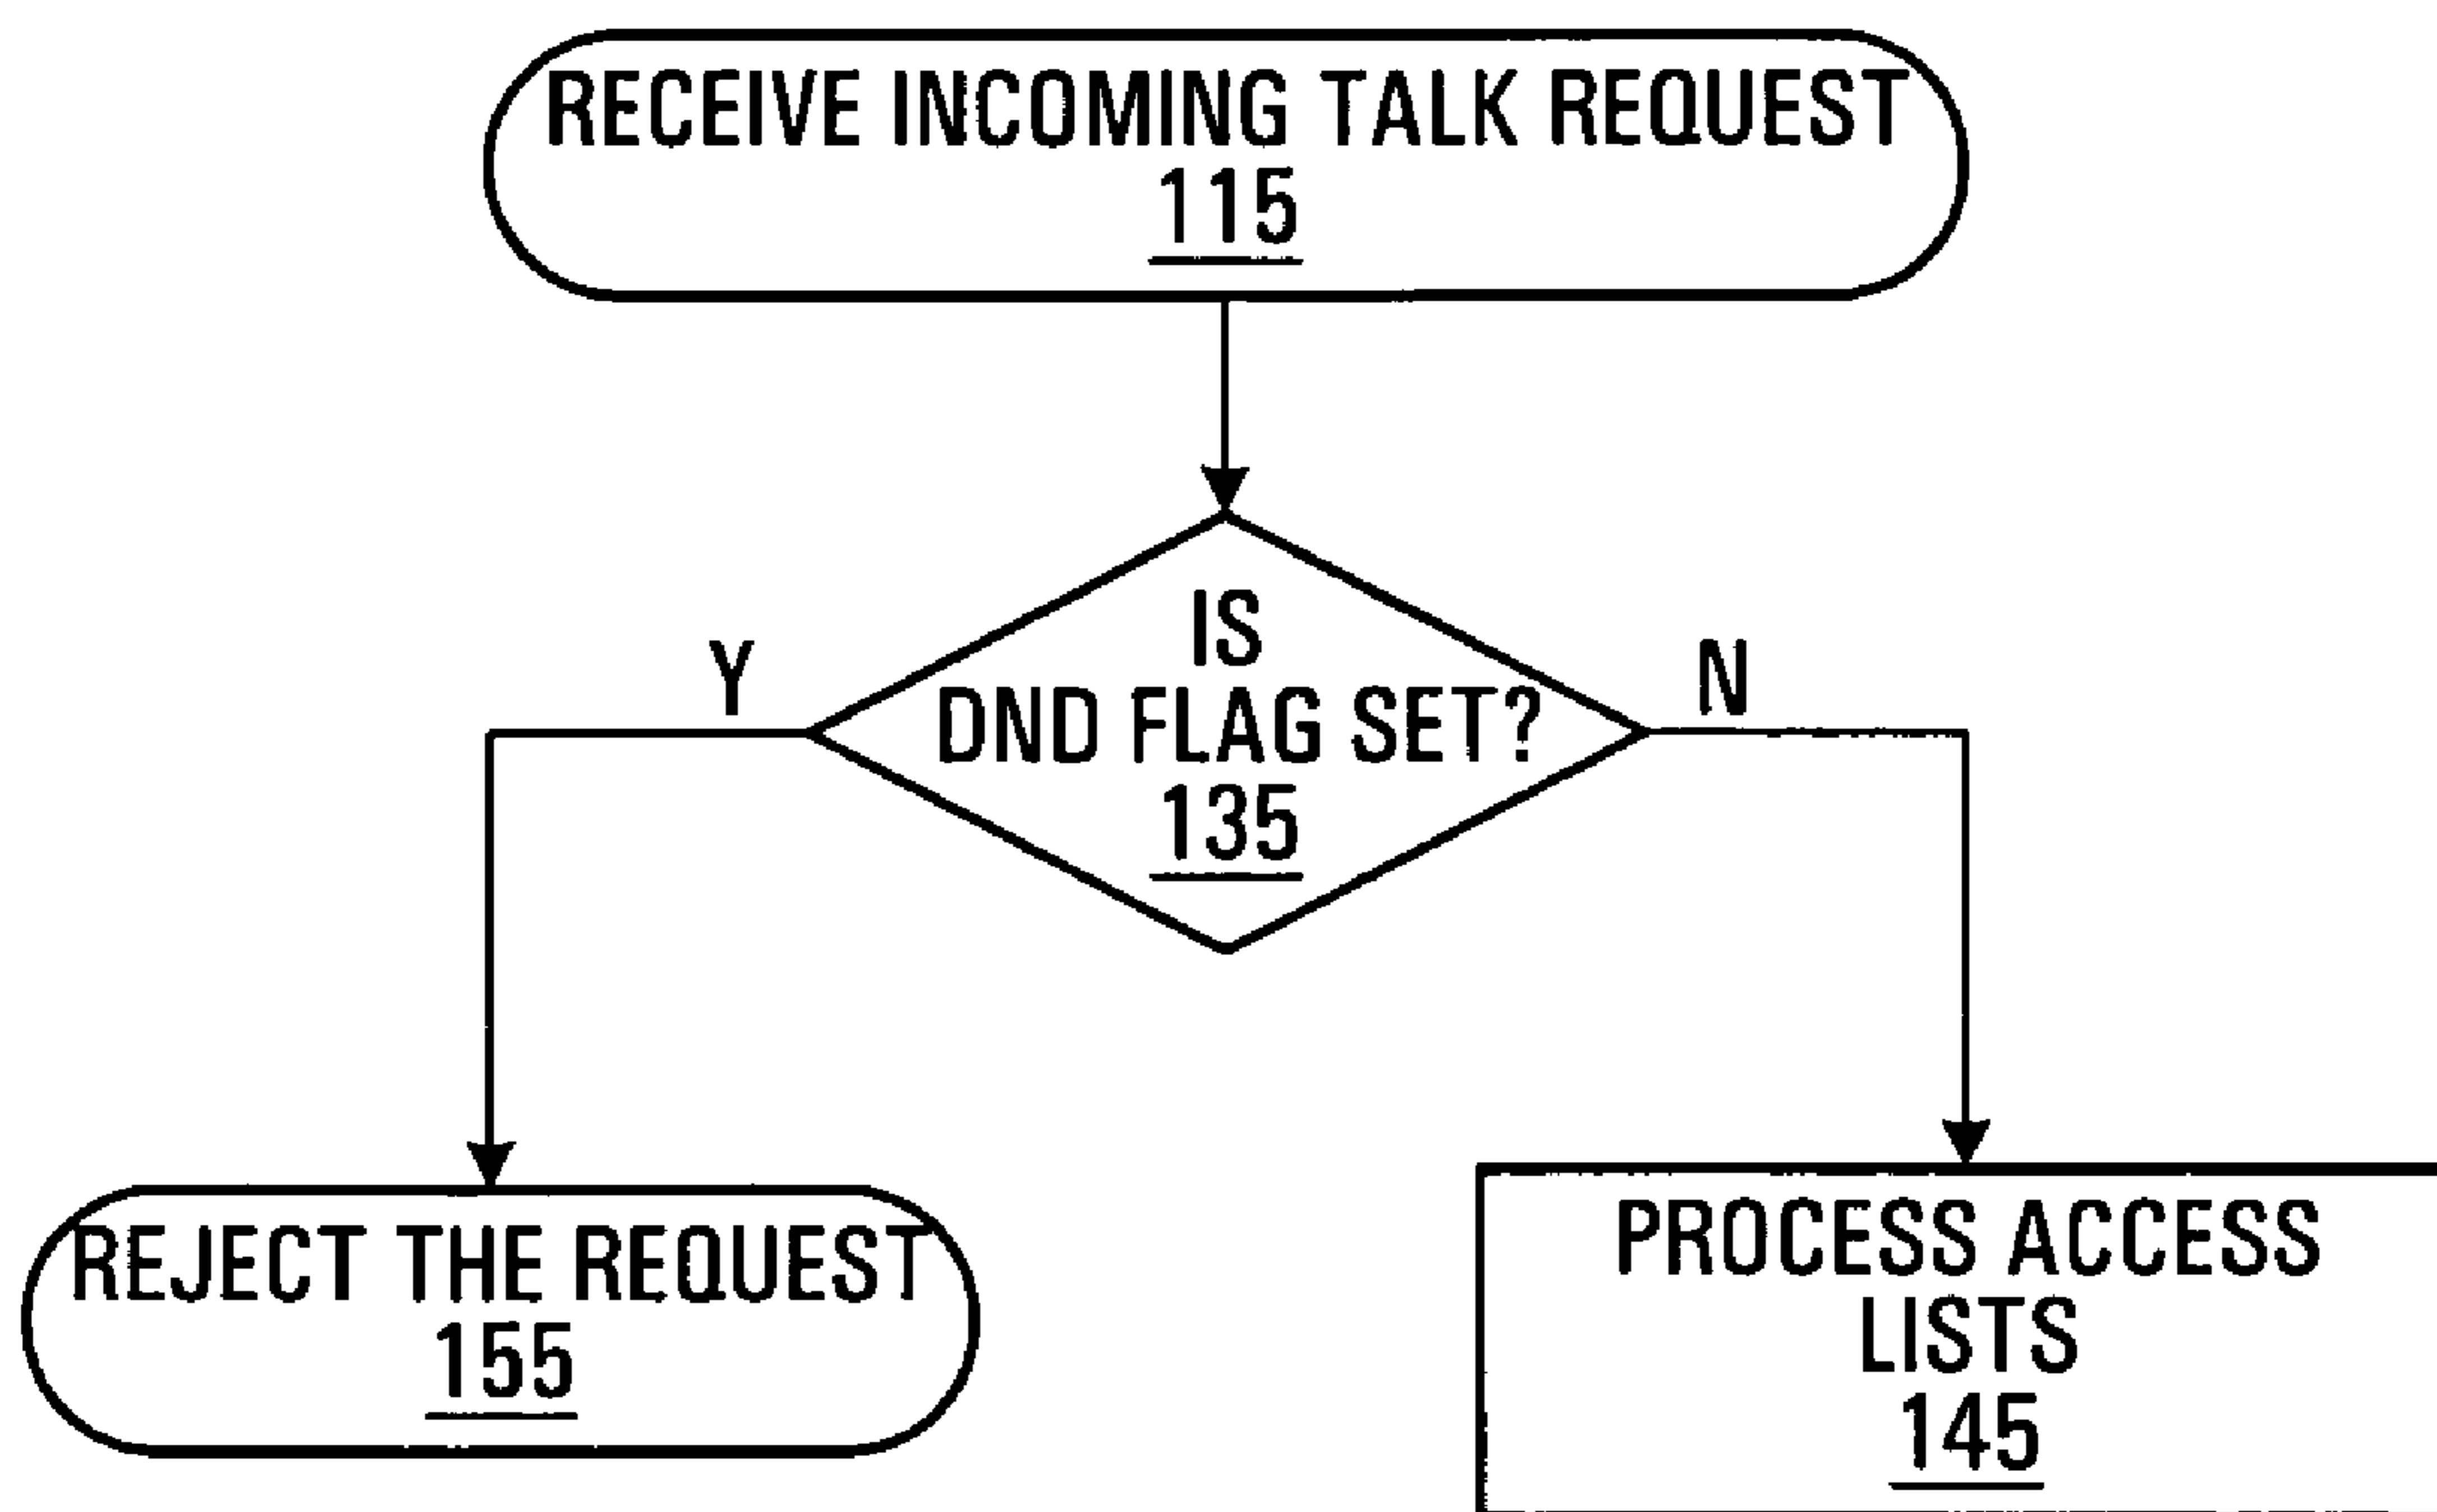 RECEIVE INCOMING TALK REQUEST
115
IS
Y
N
DND FLAG SET?
135
REJECT THE REQUEST
155
PROCESS ACCESS
LISTS
145